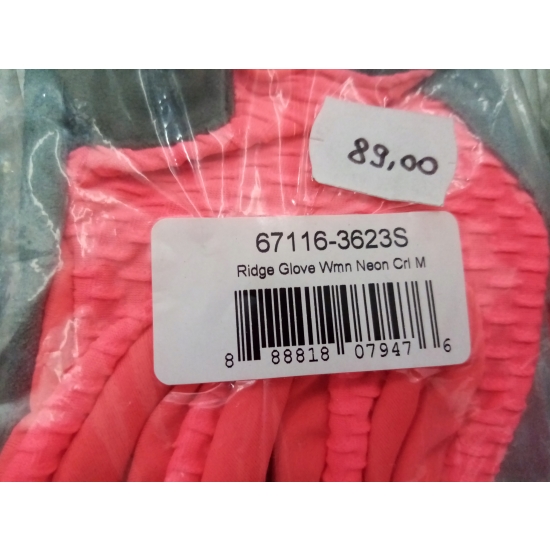 89,00
67116-3623S
Ridge Glove Wmn Neon Crl M
8 88818 07947 6